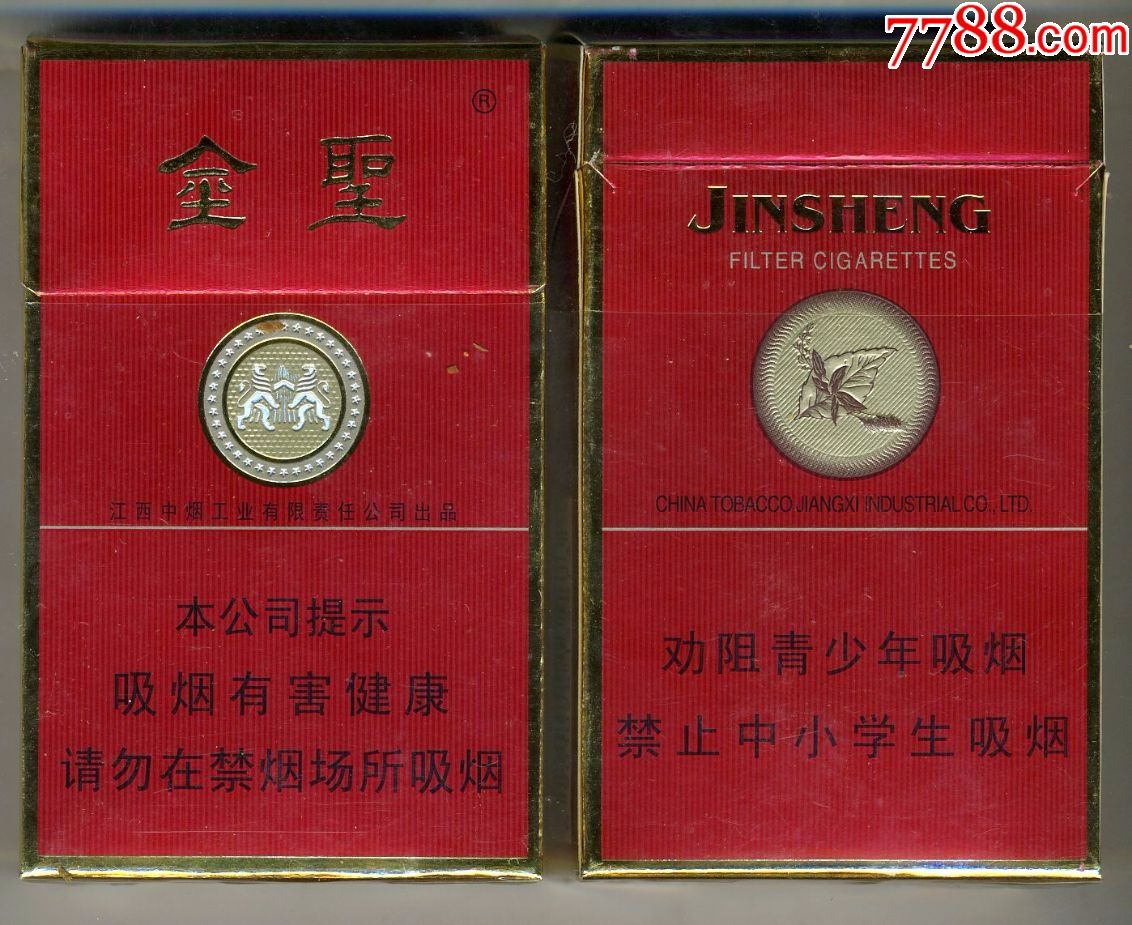 7788.com
®
金聖
江西中烟工业有限责任公司出品
本公司提示
吸烟有害健康
请勿在禁烟场所吸烟
JINSHENG
FILTER CIGARETTES
CHINA TOBACCO JIANGXI INDUSTRIAL CO., LTD.
劝阻青少年吸烟
禁止中小学生吸烟